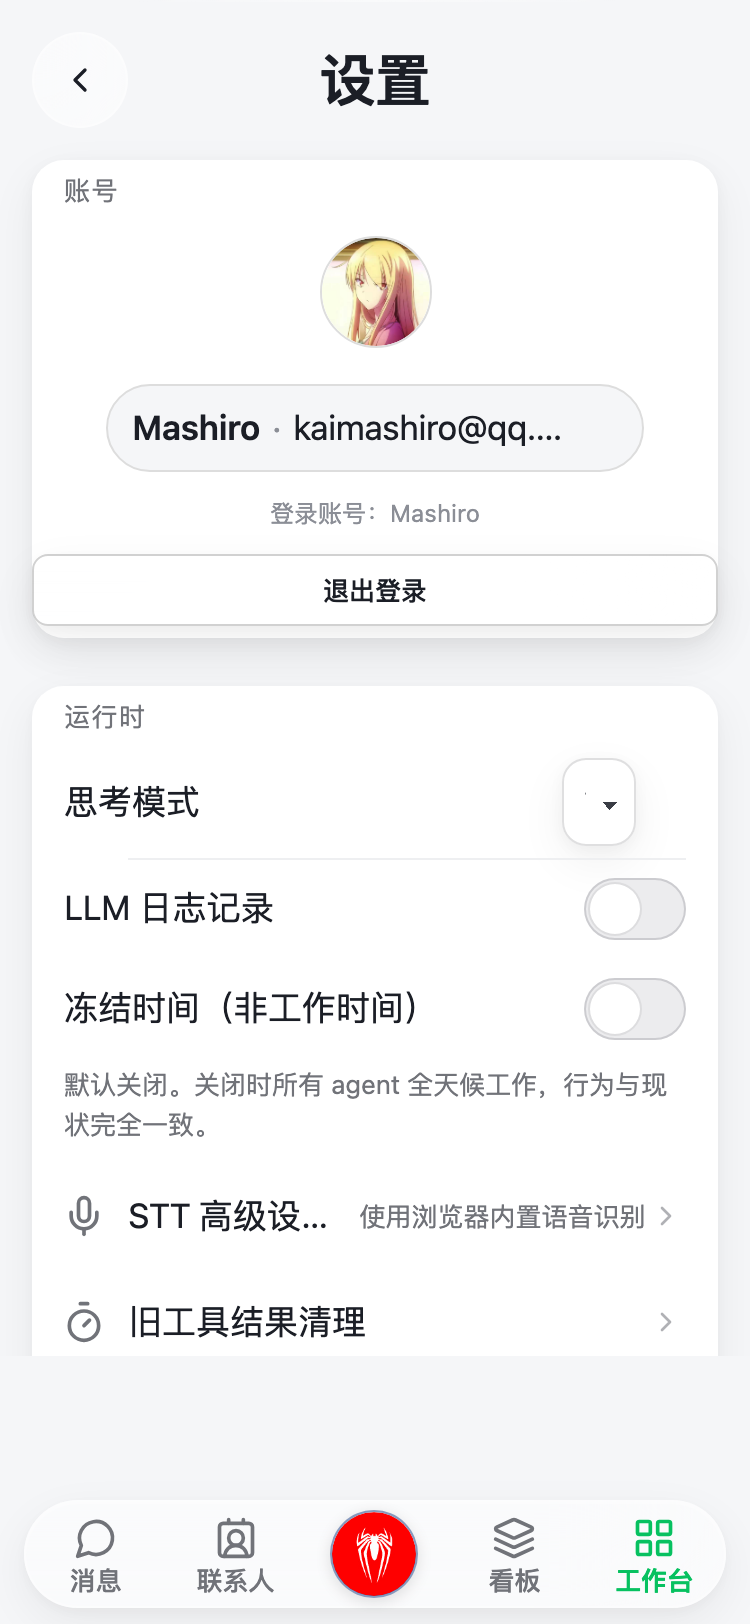 设置
账号
Mashiro · kaimashiro@qq....
登录账号：Mashiro
退出登录
运行时
思考模式
LLM 日志记录
冻结时间（非工作时间）
默认关闭。关闭时所有 agent 全天候工作，行为与现
状完全一致。
STT 高级设... 使用浏览器内置语音识别
旧工具结果清理
消息 联系人 看板 工作台